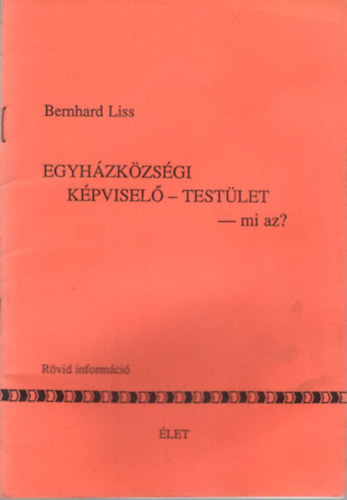 Bernhard Liss
EGYHÁZKÖZSÉGI
KÉPVISELŐ – TESTÜLET
— mi az?
Rövid információ
ÉLET